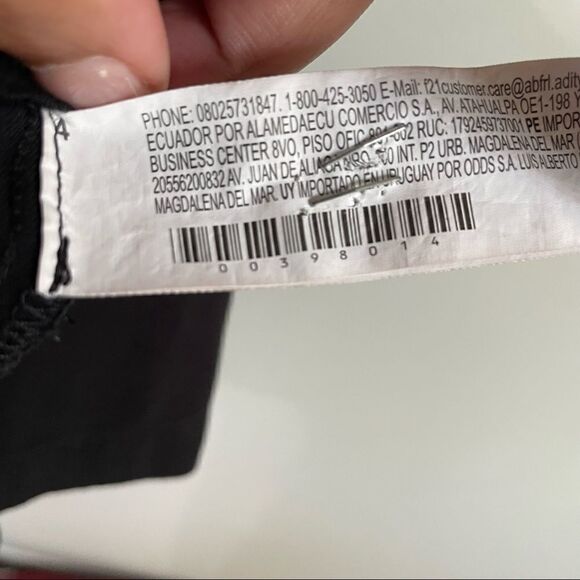 PHONE: 08025731847. 1-800-425-3050 E-Mail: f21customer.care@abfrl.adity
ECUADOR POR ALAMEDAECU COMERCIO S.A., AV. ATAHUALPA OE1-198 Y
BUSINESS CENTER 8VO, PISO OFIC RUC: 1792459737001 PE IMPOR
20556200832 AV. JUAN DE INT. P2 URB. MAGDALENA DEL MAR
MAGDALENA DEL MAR. UY IMPORTADO EN URUGUAY POR ODDS S.A. LUIS ALBERTO
00398014